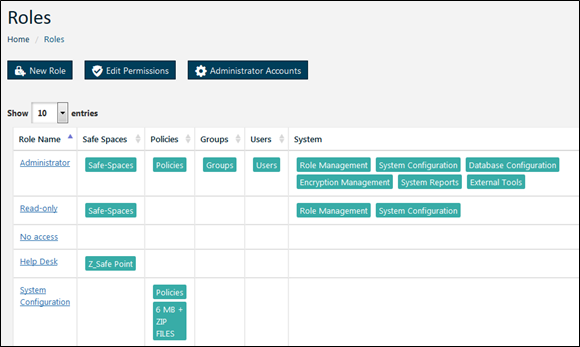 Roles
Home / Roles
New Role Edit Permissions Administrator Accounts
Show 10 entries
Role Name Safe Spaces Policies Groups Users System
Administrator Safe-Spaces Policies Groups Users Role Management System Configuration Database Configuration
Encryption Management System Reports External Tools
Read-only Safe-Spaces Role Management System Configuration
No access
Help Desk Z_Safe Point
System Policies
Configuration 6 MB +
ZIP
FILES